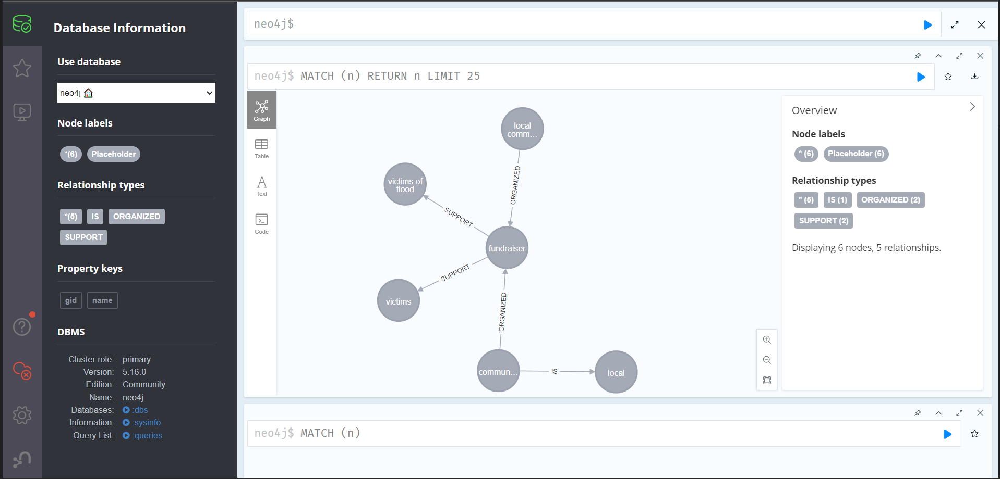 Database Information
Use database
neo4j
Node labels
*(6) Placeholder
Relationship types
*(5) IS ORGANIZED
SUPPORT
Property keys
gid name
DBMS
Cluster role: primary
Version: 5.16.0
Edition: Community
Name: neo4j
Databases: :dbs
Information: :sysinfo
Query List: :queries
neo4j$
neo4j$ MATCH (n) RETURN n LIMIT 25
Graph
Table
Text
Code
local
comm...
ORGANIZED
victims of
flood
SUPPORT
fundraiser
SUPPORT
victims
ORGANIZED
commun...
IS
local
Overview
Node labels
* (6) Placeholder (6)
Relationship types
* (5) IS (1) ORGANIZED (2)
SUPPORT (2)
Displaying 6 nodes, 5 relationships.
neo4j$ MATCH (n)